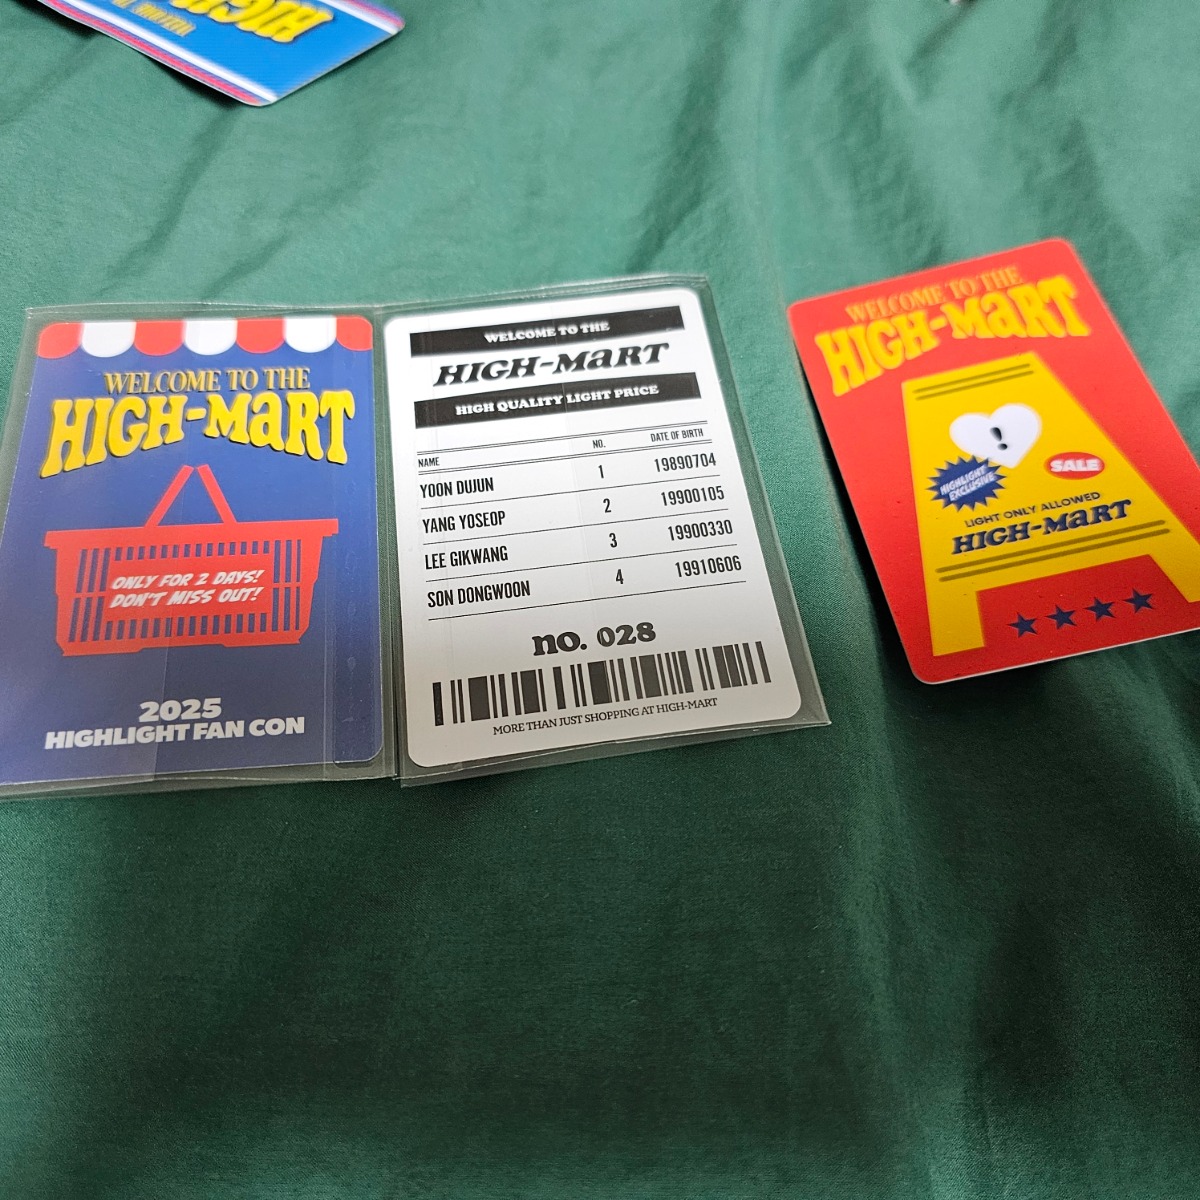 HIGH
WELCOME TO THE
HIGH-MART
ONLY FOR 2 DAYS!
DON'T MISS OUT!
2025
HIGHLIGHT FAN CON
WELCOME TO THE
HIGH-MART
HIGH QUALITY LIGHT PRICE
NAME NO. DATE OF BIRTH
YOON DUJUN 1 19890704
YANG YOSEOP 2 19900105
LEE GIKWANG 3 19900330
SON DONGWOON 4 19910606
NO. 028
MORE THAN JUST SHOPPING AT HIGH-MART
WELCOME TO THE
HIGH-MART
!
HIGHLIGHT
EXCLUSIVE
SALE
LIGHT ONLY ALLOWED
HIGH-MART